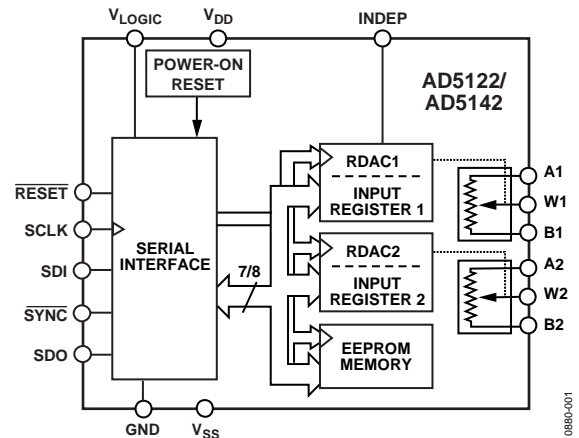 VLOGIC
VDD
INDEP
POWER-ON
RESET
AD5122/
AD5142
RDAC1
INPUT
REGISTER 1
A1
W1
B1
RESET
SCLK
SDI
SYNC
SDO
SERIAL
INTERFACE
7/8
RDAC2
INPUT
REGISTER 2
A2
W2
B2
EEPROM
MEMORY
GND
VSS
0880-001